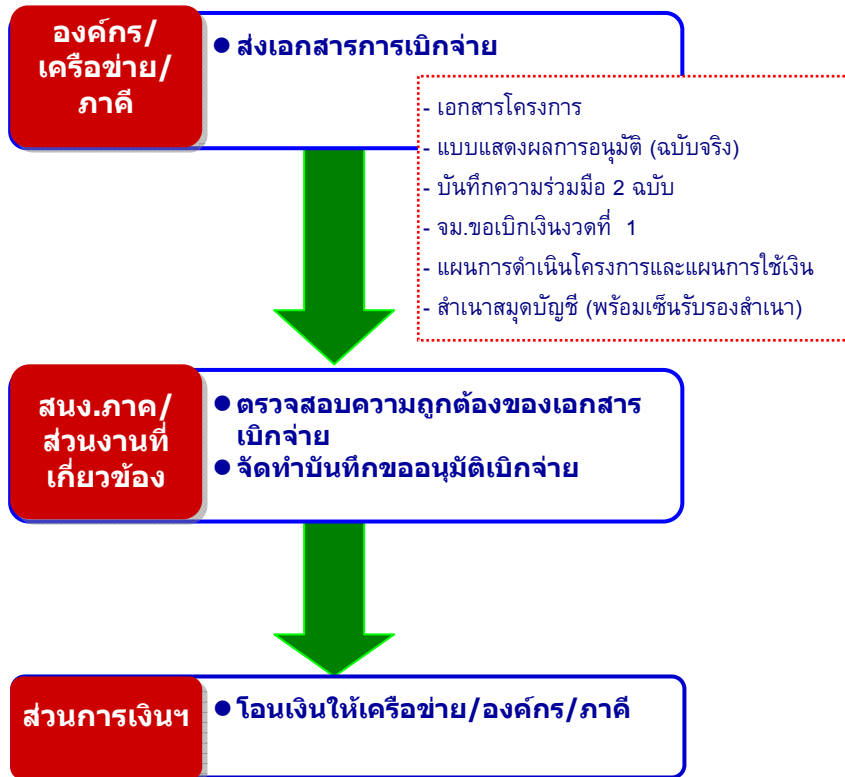 องค์กร/
เครือข่าย/
ภาคี
● ส่งเอกสารการเบิกจ่าย
- เอกสารโครงการ
- แบบแสดงผลการอนุมัติ (ฉบับจริง)
- บันทึกความร่วมมือ 2 ฉบับ
- จม.ขอเบิกเงินงวดที่ 1
- แผนการดำเนินโครงการและแผนการใช้เงิน
- สำเนาสมุดบัญชี (พร้อมเซ็นรับรองสำเนา)
สนง.ภาค/
ส่วนงานที่
เกี่ยวข้อง
● ตรวจสอบความถูกต้องของเอกสาร
เบิกจ่าย
● จัดทำบันทึกขออนุมัติเบิกจ่าย
ส่วนการเงินฯ
● โอนเงินให้เครือข่าย/องค์กร/ภาคี